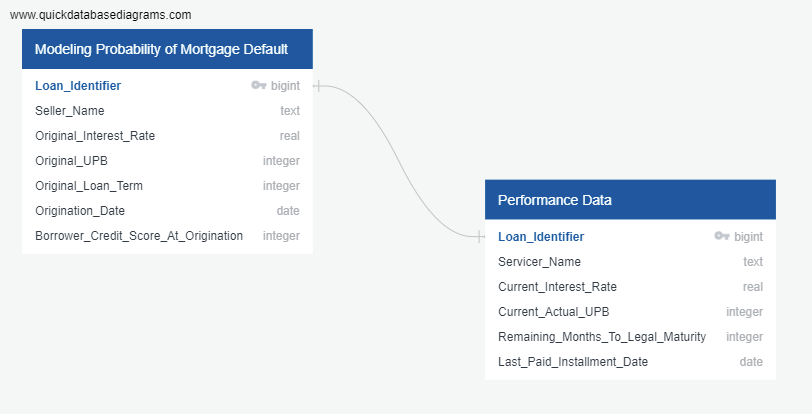 www.quickdatabasediagrams.com
Modeling Probability of Mortgage Default
Loan_Identifier bigint
Seller_Name text
Original_Interest_Rate real
Original_UPB integer
Original_Loan_Term integer
Origination_Date date
Borrower_Credit_Score_At_Origination integer
Performance Data
Loan_Identifier bigint
Servicer_Name text
Current_Interest_Rate real
Current_Actual_UPB integer
Remaining_Months_To_Legal_Maturity integer
Last_Paid_Installment_Date date